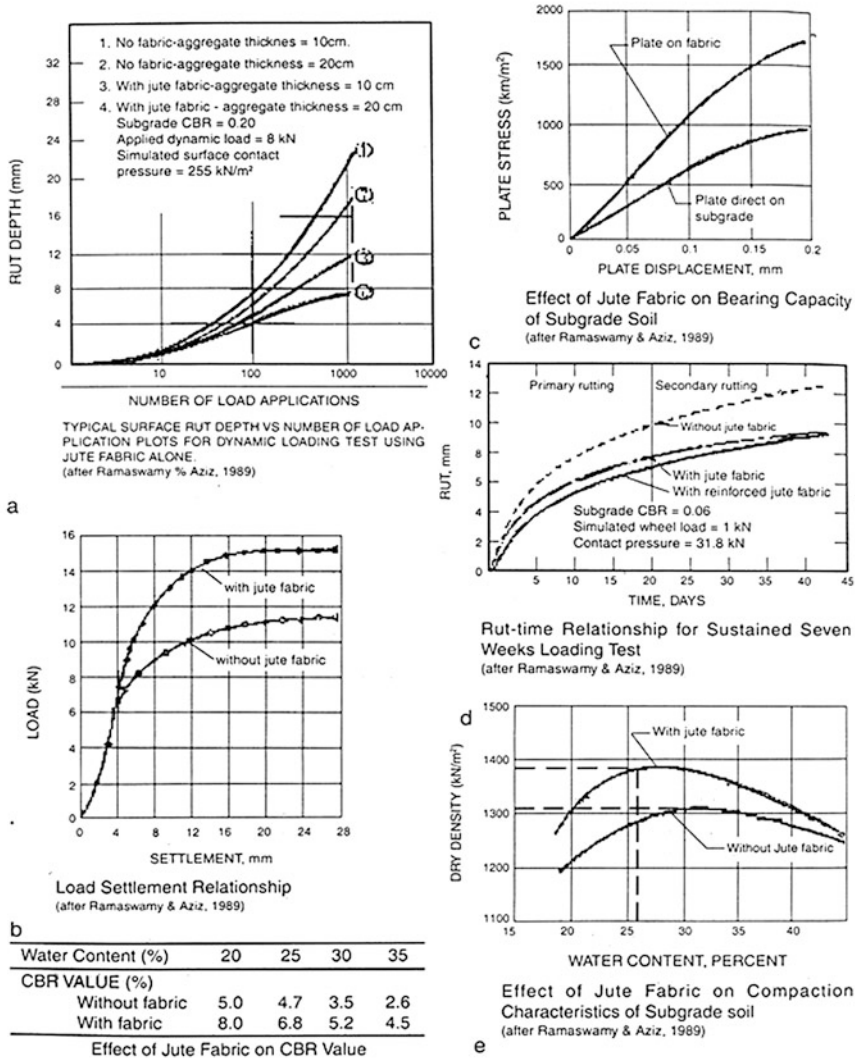 1. No fabric-aggregate thicknes = 10cm.
2. No fabric-aggregate thickness = 20cm
3. With jute fabric-aggregate thickness = 10 cm
4. With jute fabric - aggregate thickness = 20 cm
Subgrade CBR = 0.20
Applied dynamic load = 8 kN
Simulated surface contact
pressure = 255 kN/m²
RUT DEPTH (mm)
32
28
24
20
16
12
8
4
0
10
100
1000
10000
NUMBER OF LOAD APPLICATIONS
TYPICAL SURFACE RUT DEPTH VS NUMBER OF LOAD AP-
PLICATION PLOTS FOR DYNAMIC LOADING TEST USING
JUTE FABRIC ALONE.
(after Ramaswamy % Aziz, 1989)
a
LOAD (kN)
16
14
12
10
8
6
4
2
0
with jute fabric
without jute fabric
0 4 8 12 16 20 24 28
SETTLEMENT, mm
Load Settlement Relationship
(after Ramaswamy & Aziz, 1989)
b
Water Content (%) 20 25 30 35
CBR VALUE (%)
Without fabric 5.0 4.7 3.5 2.6
With fabric 8.0 6.8 5.2 4.5
Effect of Jute Fabric on CBR Value
PLATE STRESS (km/m²)
2000
1500
1000
500
0
Plate on fabric
Plate direct on
subgrade
0 0.05 0.1 0.15 0.2
PLATE DISPLACEMENT, mm
Effect of Jute Fabric on Bearing Capacity
of Subgrade Soil
(after Ramaswamy & Aziz, 1989)
c
RUT, mm
14
12
10
8
5
4
2
0
Primary rutting
Secondary rutting
Without jute fabric
With jute fabric
With reinforced jute fabric
Subgrade CBR = 0.06
Simulated wheel load = 1 kN
Contact pressure = 31.8 kN
5 10 15 20 25 30 35 40 45
TIME, DAYS
Rut-time Relationship for Sustained Seven
Weeks Loading Test
(after Ramaswamy & Aziz, 1989)
d
DRY DENSITY (kN/m²)
1500
1400
1300
1200
1100
With jute fabric
Without Jute fabric
15 20 25 30 35 40
WATER CONTENT, PERCENT
Effect of Jute Fabric on Compaction
Characteristics of Subgrade soil
(after Ramaswamy & Aziz, 1989)
e